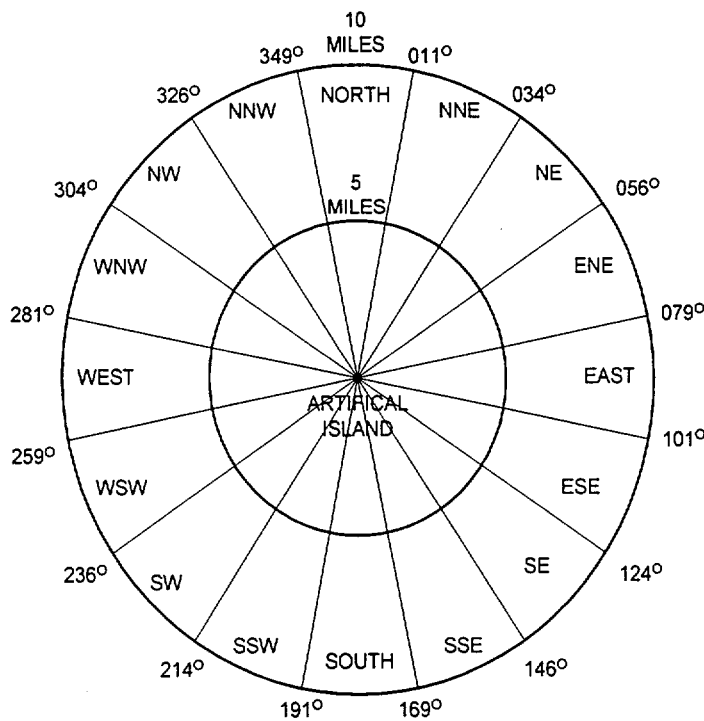 10
MILES
349° 011°
326° NNW NORTH NNE 034°
NW NE
304° 5 056°
MILES
WNW ENE
281° 079°
WEST EAST
ARTIFICAL
ISLAND
259° 101°
WSW ESE
236° SW SE 124°
214° SSW SOUTH SSE 146°
191° 169°